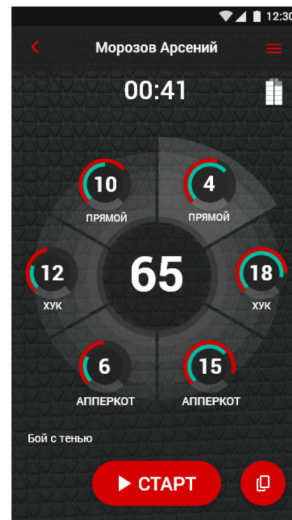 12:30
Морозов Арсений
00:41
10
ПРЯМОЙ
4
ПРЯМОЙ
12
ХУК
65
18
ХУК
6
АППЕРКОТ
15
АППЕРКОТ
Бой с тенью
СТАРТ